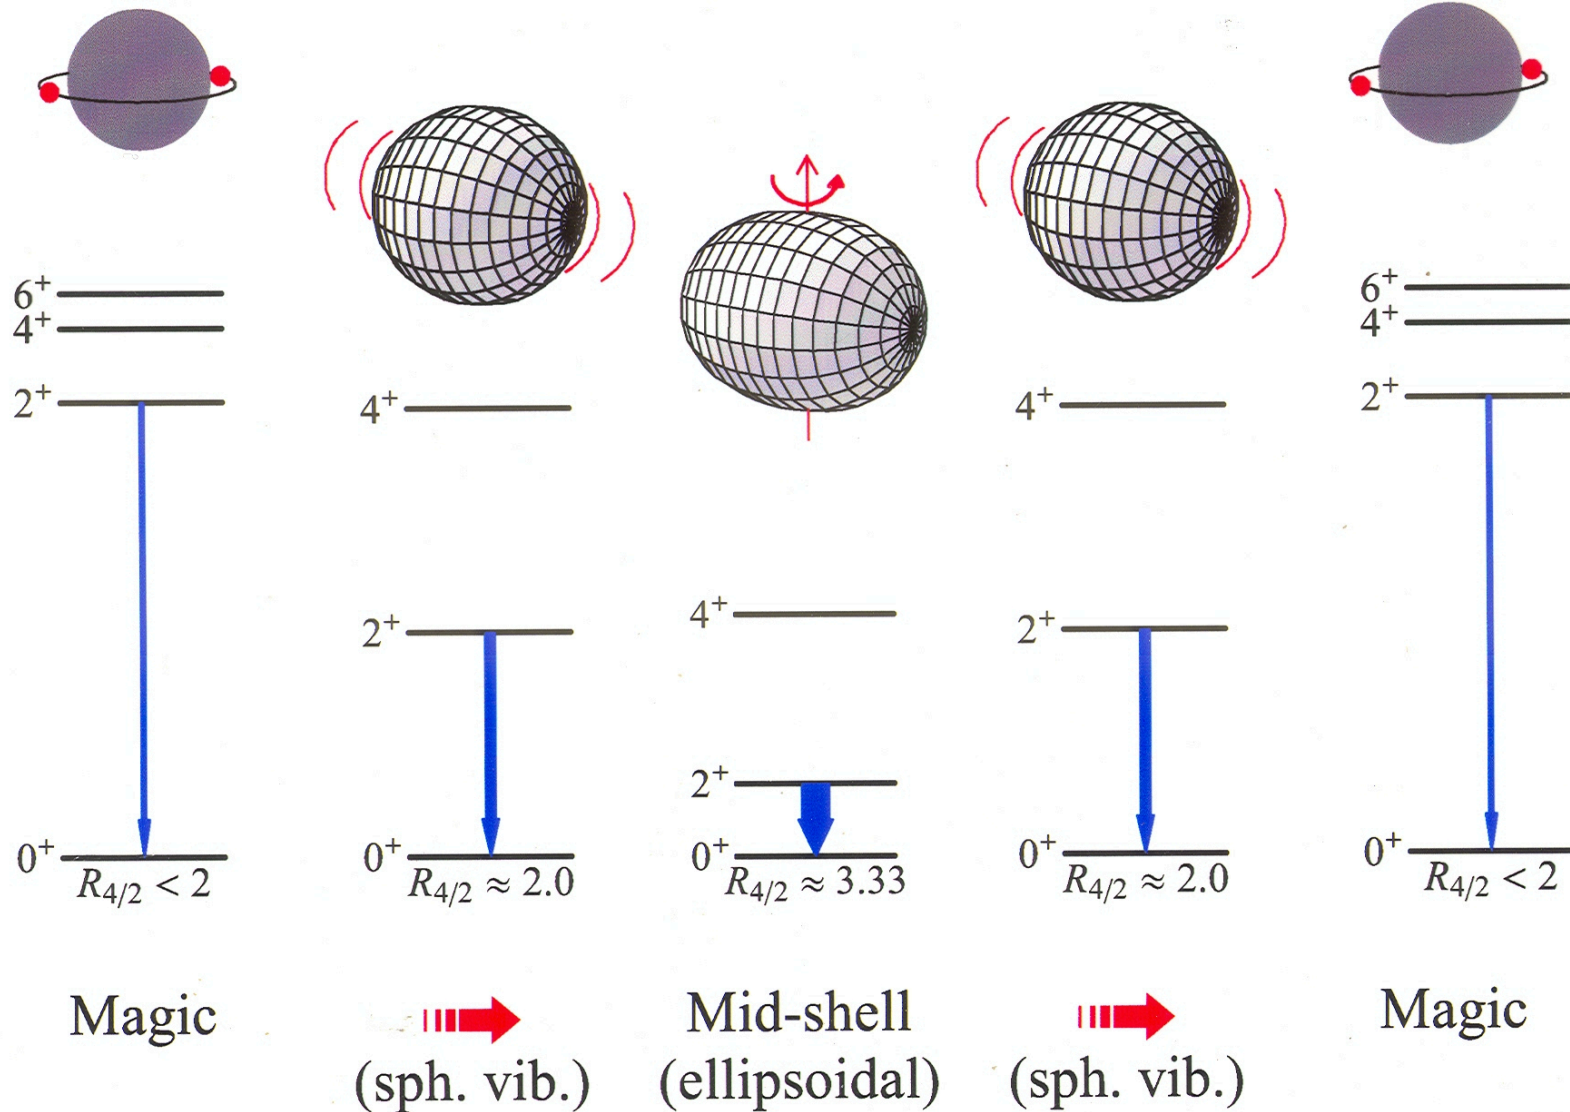 6⁺
4⁺
2⁺
0⁺
R₄/₂ < 2
4⁺
2⁺
0⁺
R₄/₂ ≈ 2.0
4⁺
2⁺
0⁺
R₄/₂ ≈ 3.33
4⁺
2⁺
0⁺
R₄/₂ ≈ 2.0
6⁺
4⁺
2⁺
0⁺
R₄/₂ < 2
Magic
(sph. vib.)
Mid-shell
(ellipsoidal)
(sph. vib.)
Magic